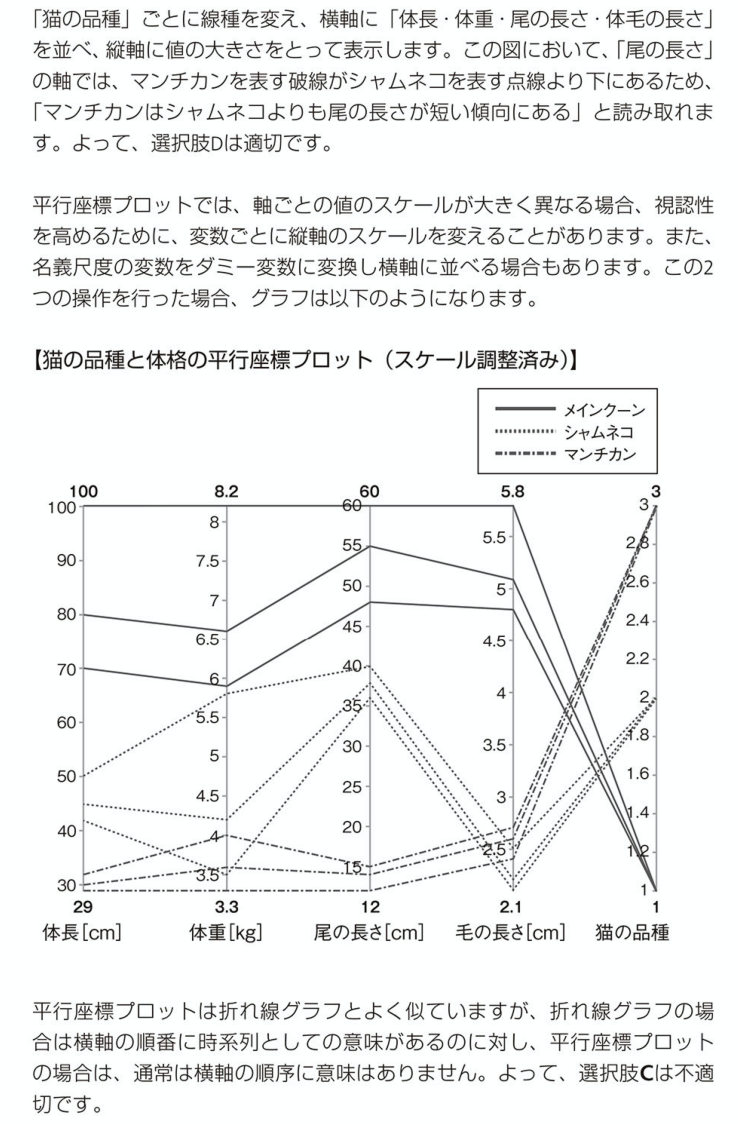 「猫の品種」ごとに線種を変え、横軸に「体長・体重・尾の長さ・体毛の長さ」
を並べ、縦軸に値の大きさをとって表示します。この図において、「尾の長さ」
の軸では、マンチカンを表す破線がシャムネコを表す点線より下にあるため、
「マンチカンはシャムネコよりも尾の長さが短い傾向にある」と読み取れま
す。よって、選択肢Dは適切です。
平行座標プロットでは、軸ごとの値のスケールが大きく異なる場合、視認性
を高めるために、変数ごとに縦軸のスケールを変えることがあります。また、
名義尺度の変数をダミー変数に変換し横軸に並べる場合もあります。この2
つの操作を行った場合、グラフは以下のようになります。
【猫の品種と体格の平行座標プロット（スケール調整済み）】
メインクーン
シャムネコ
マンチカン
100 8.2 60 5.8 3
100
90
80
70
60
50
40
30
8
7.5
7
6.5
6
5.5
5
4.5
4
3.5
60
55
50
45
40
35
30
25
20
15
5.5
5
4.5
4
3.5
3
2.5
3
2.8
2.6
2.4
2.2
2
1.8
1.6
1.4
1.2
1
29 3.3 12 2.1 1
体長[cm] 体重[kg] 尾の長さ[cm] 毛の長さ[cm] 猫の品種
平行座標プロットは折れ線グラフとよく似ていますが、折れ線グラフの場
合は横軸の順番に時系列としての意味があるのに対し、平行座標プロット
の場合は、通常は横軸の順序に意味はありません。よって、選択肢Cは不適
切です。